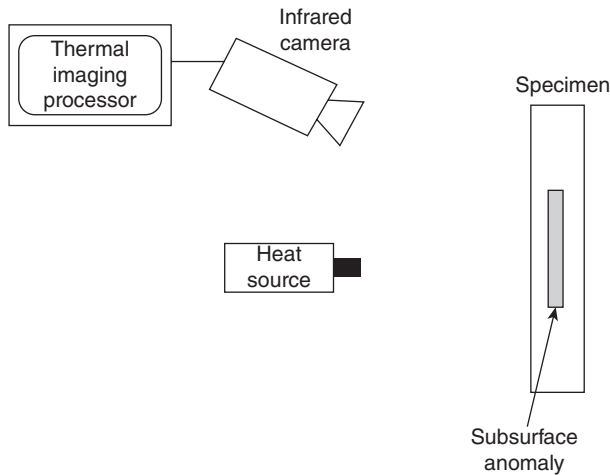 Infrared
camera
Thermal
imaging
processor
Specimen
Heat
source
Subsurface
anomaly